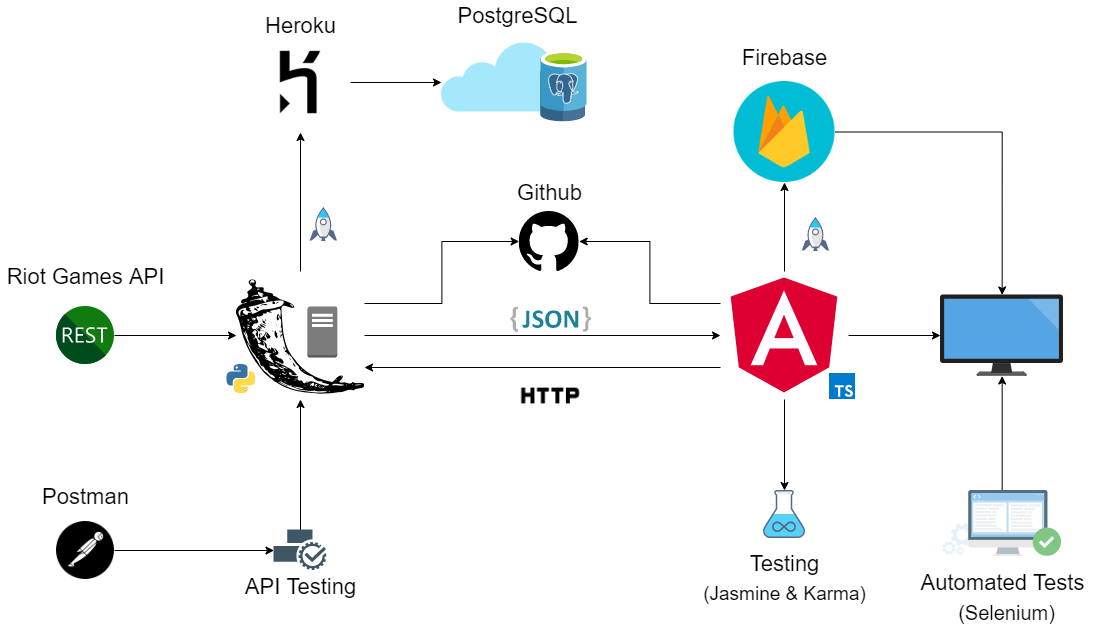 PostgreSQL
Heroku
Firebase
Github
Riot Games API
REST
{JSON}
HTTP
TS
Postman
API Testing
Testing
(Jasmine & Karma)
Automated Tests
(Selenium)